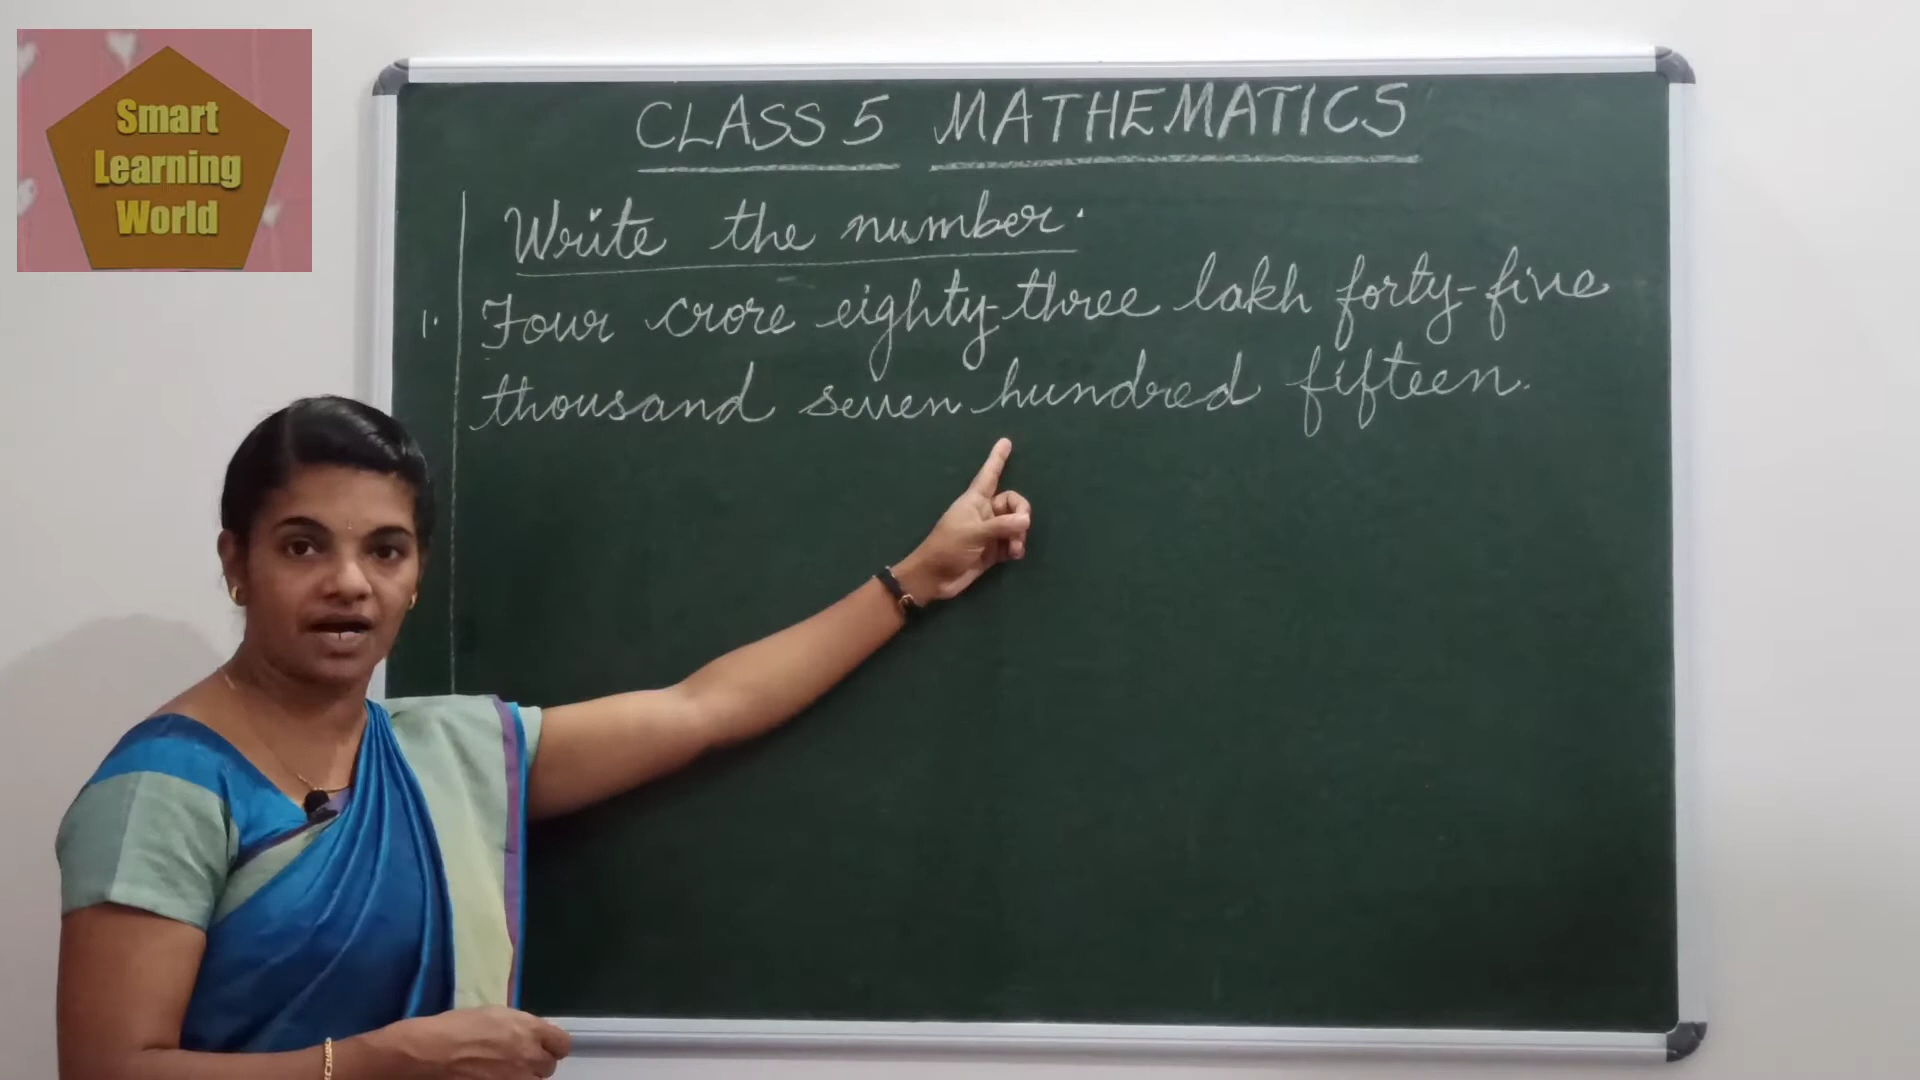 Smart
Learning
World
CLASS 5 MATHEMATICS
Write the number.
1. Four crore eighty-three lakh forty-five
thousand seven hundred fifteen.